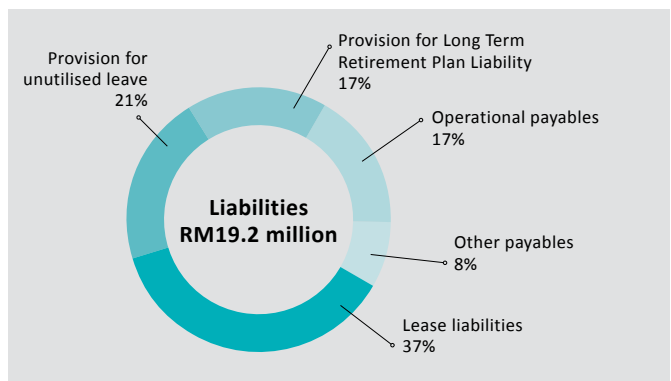 Provision for
unutilised leave
21%
Provision for Long Term
Retirement Plan Liability
17%
Operational payables
17%
Liabilities
RM19.2 million
Other payables
8%
Lease liabilities
37%